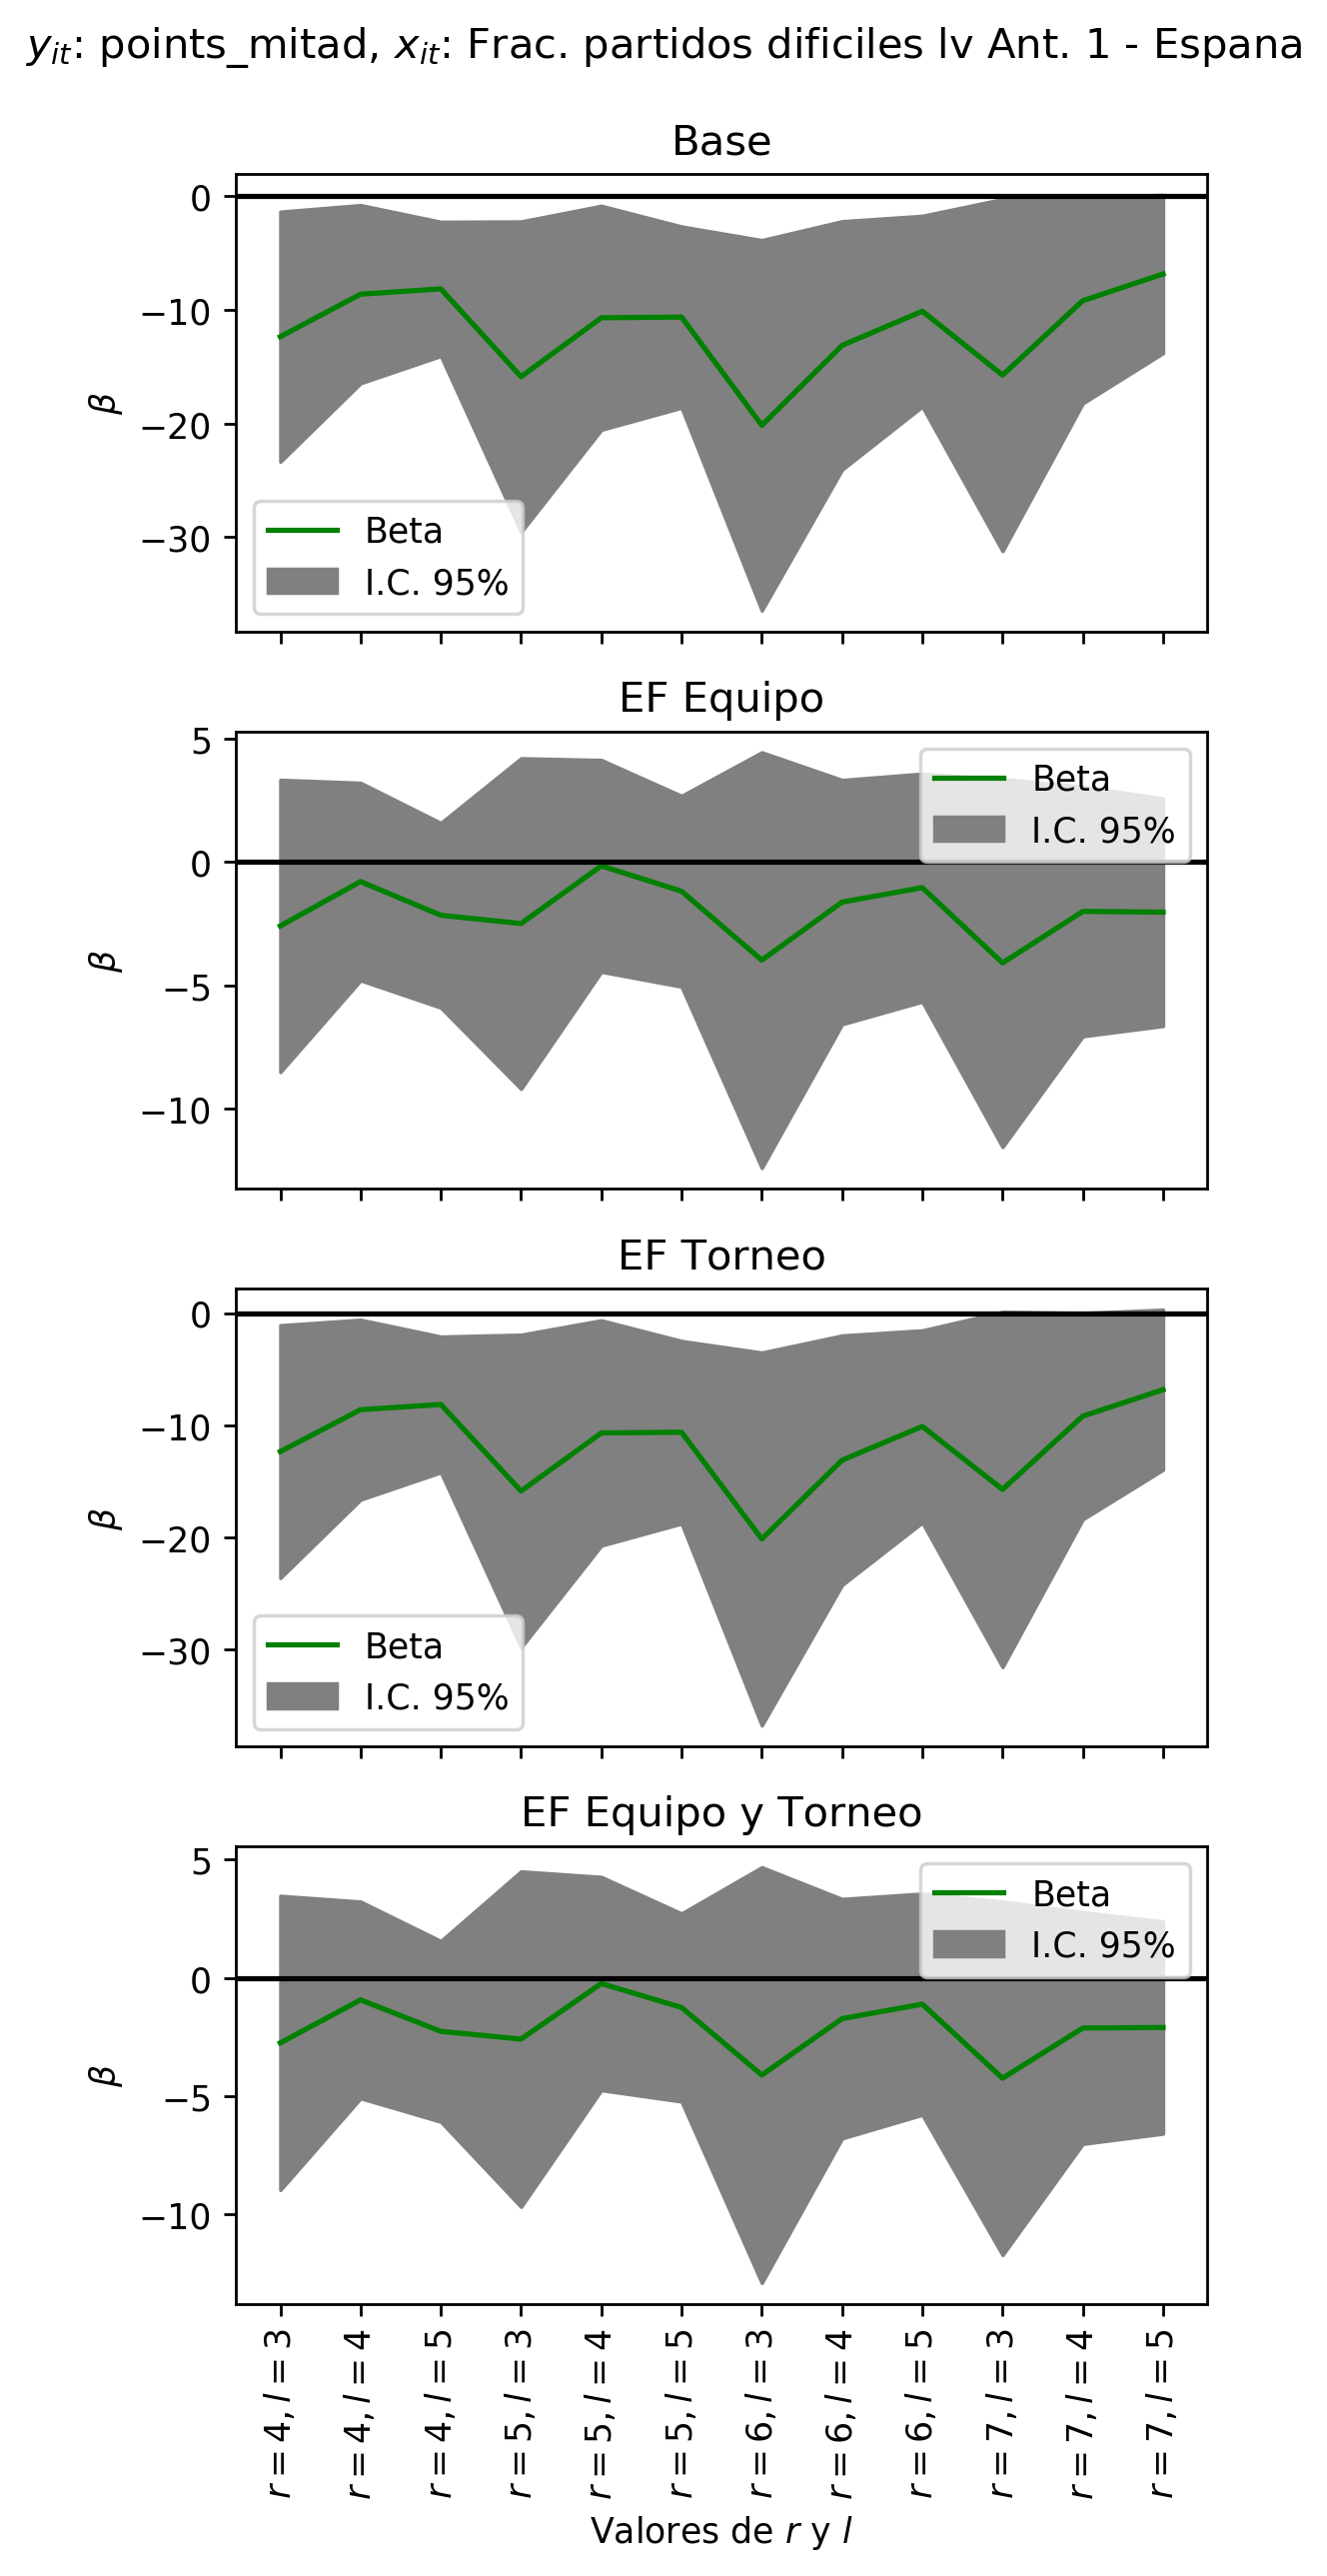 y_it: points_mitad, x_it: Frac. partidos dificiles lv Ant. 1 - Espana
Base
0
−10
−20
−30
β
Beta
I.C. 95%
EF Equipo
5
0
−5
−10
β
Beta
I.C. 95%
EF Torneo
0
−10
−20
−30
β
Beta
I.C. 95%
EF Equipo y Torneo
5
0
−5
−10
β
Beta
I.C. 95%
r = 4, l = 3
r = 4, l = 4
r = 4, l = 5
r = 5, l = 3
r = 5, l = 4
r = 5, l = 5
r = 6, l = 3
r = 6, l = 4
r = 6, l = 5
r = 7, l = 3
r = 7, l = 4
r = 7, l = 5
Valores de r y l